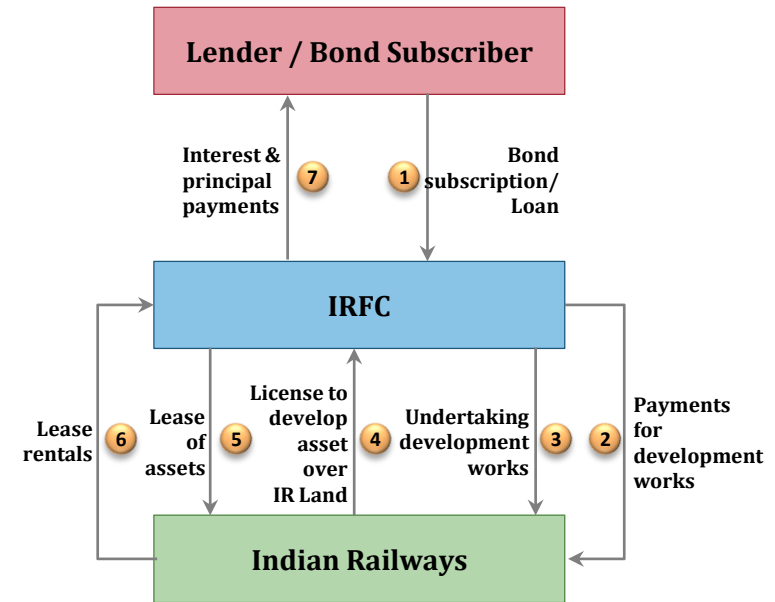 Lender / Bond Subscriber
Interest &
principal
payments
7
1
Bond
subscription/
Loan
IRFC
Lease
rentals
6
Lease
of
assets
5
License to
develop
asset
over
IR Land
4
Undertaking
development
works
3
2
Payments
for
development
works
Indian Railways